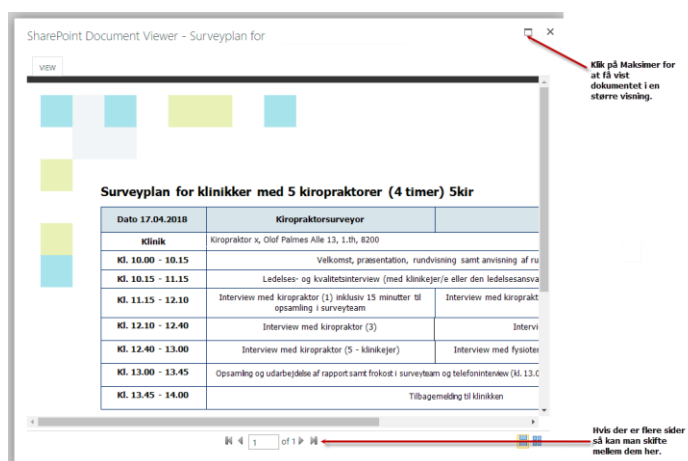 SharePoint Document Viewer - Surveyplan for
VIEW
Klik på Maksimer for
at få vist
dokumentet i en
større visning.
Surveyplan for klinikker med 5 kiropraktorer (4 timer) 5kir
Dato 17.04.2018 Kiropraktorsurveyor
Klinik Kiropraktor x, Olof Palmes Alle 13, 1.th, 8200
Kl. 10.00 - 10.15 Velkomst, præsentation, rundvisning samt anvisning af ru
Kl. 10.15 - 11.15 Ledelses- og kvalitetsinterview (med klinikejer/e eller den ledelsesansva
Kl. 11.15 - 12.10 Interview med kiropraktor (1) inklusiv 15 minutter til Interview med kiroprakt
opsamling i surveyteam
Kl. 12.10 - 12.40 Interview med kiropraktor (3) Intervi
Kl. 12.40 - 13.00 Interview med kiropraktor (5 - klinikejer) Interview med fysioter
Kl. 13.00 - 13.45 Opsamling og udarbejdelse af rapport samt frokost i surveyteam og telefoninterview (kl. 13.0
Kl. 13.45 - 14.00 Tilbagemelding til klinikken
1 of 1
Hvis der er flere sider
så kan man skifte
mellem dem her.